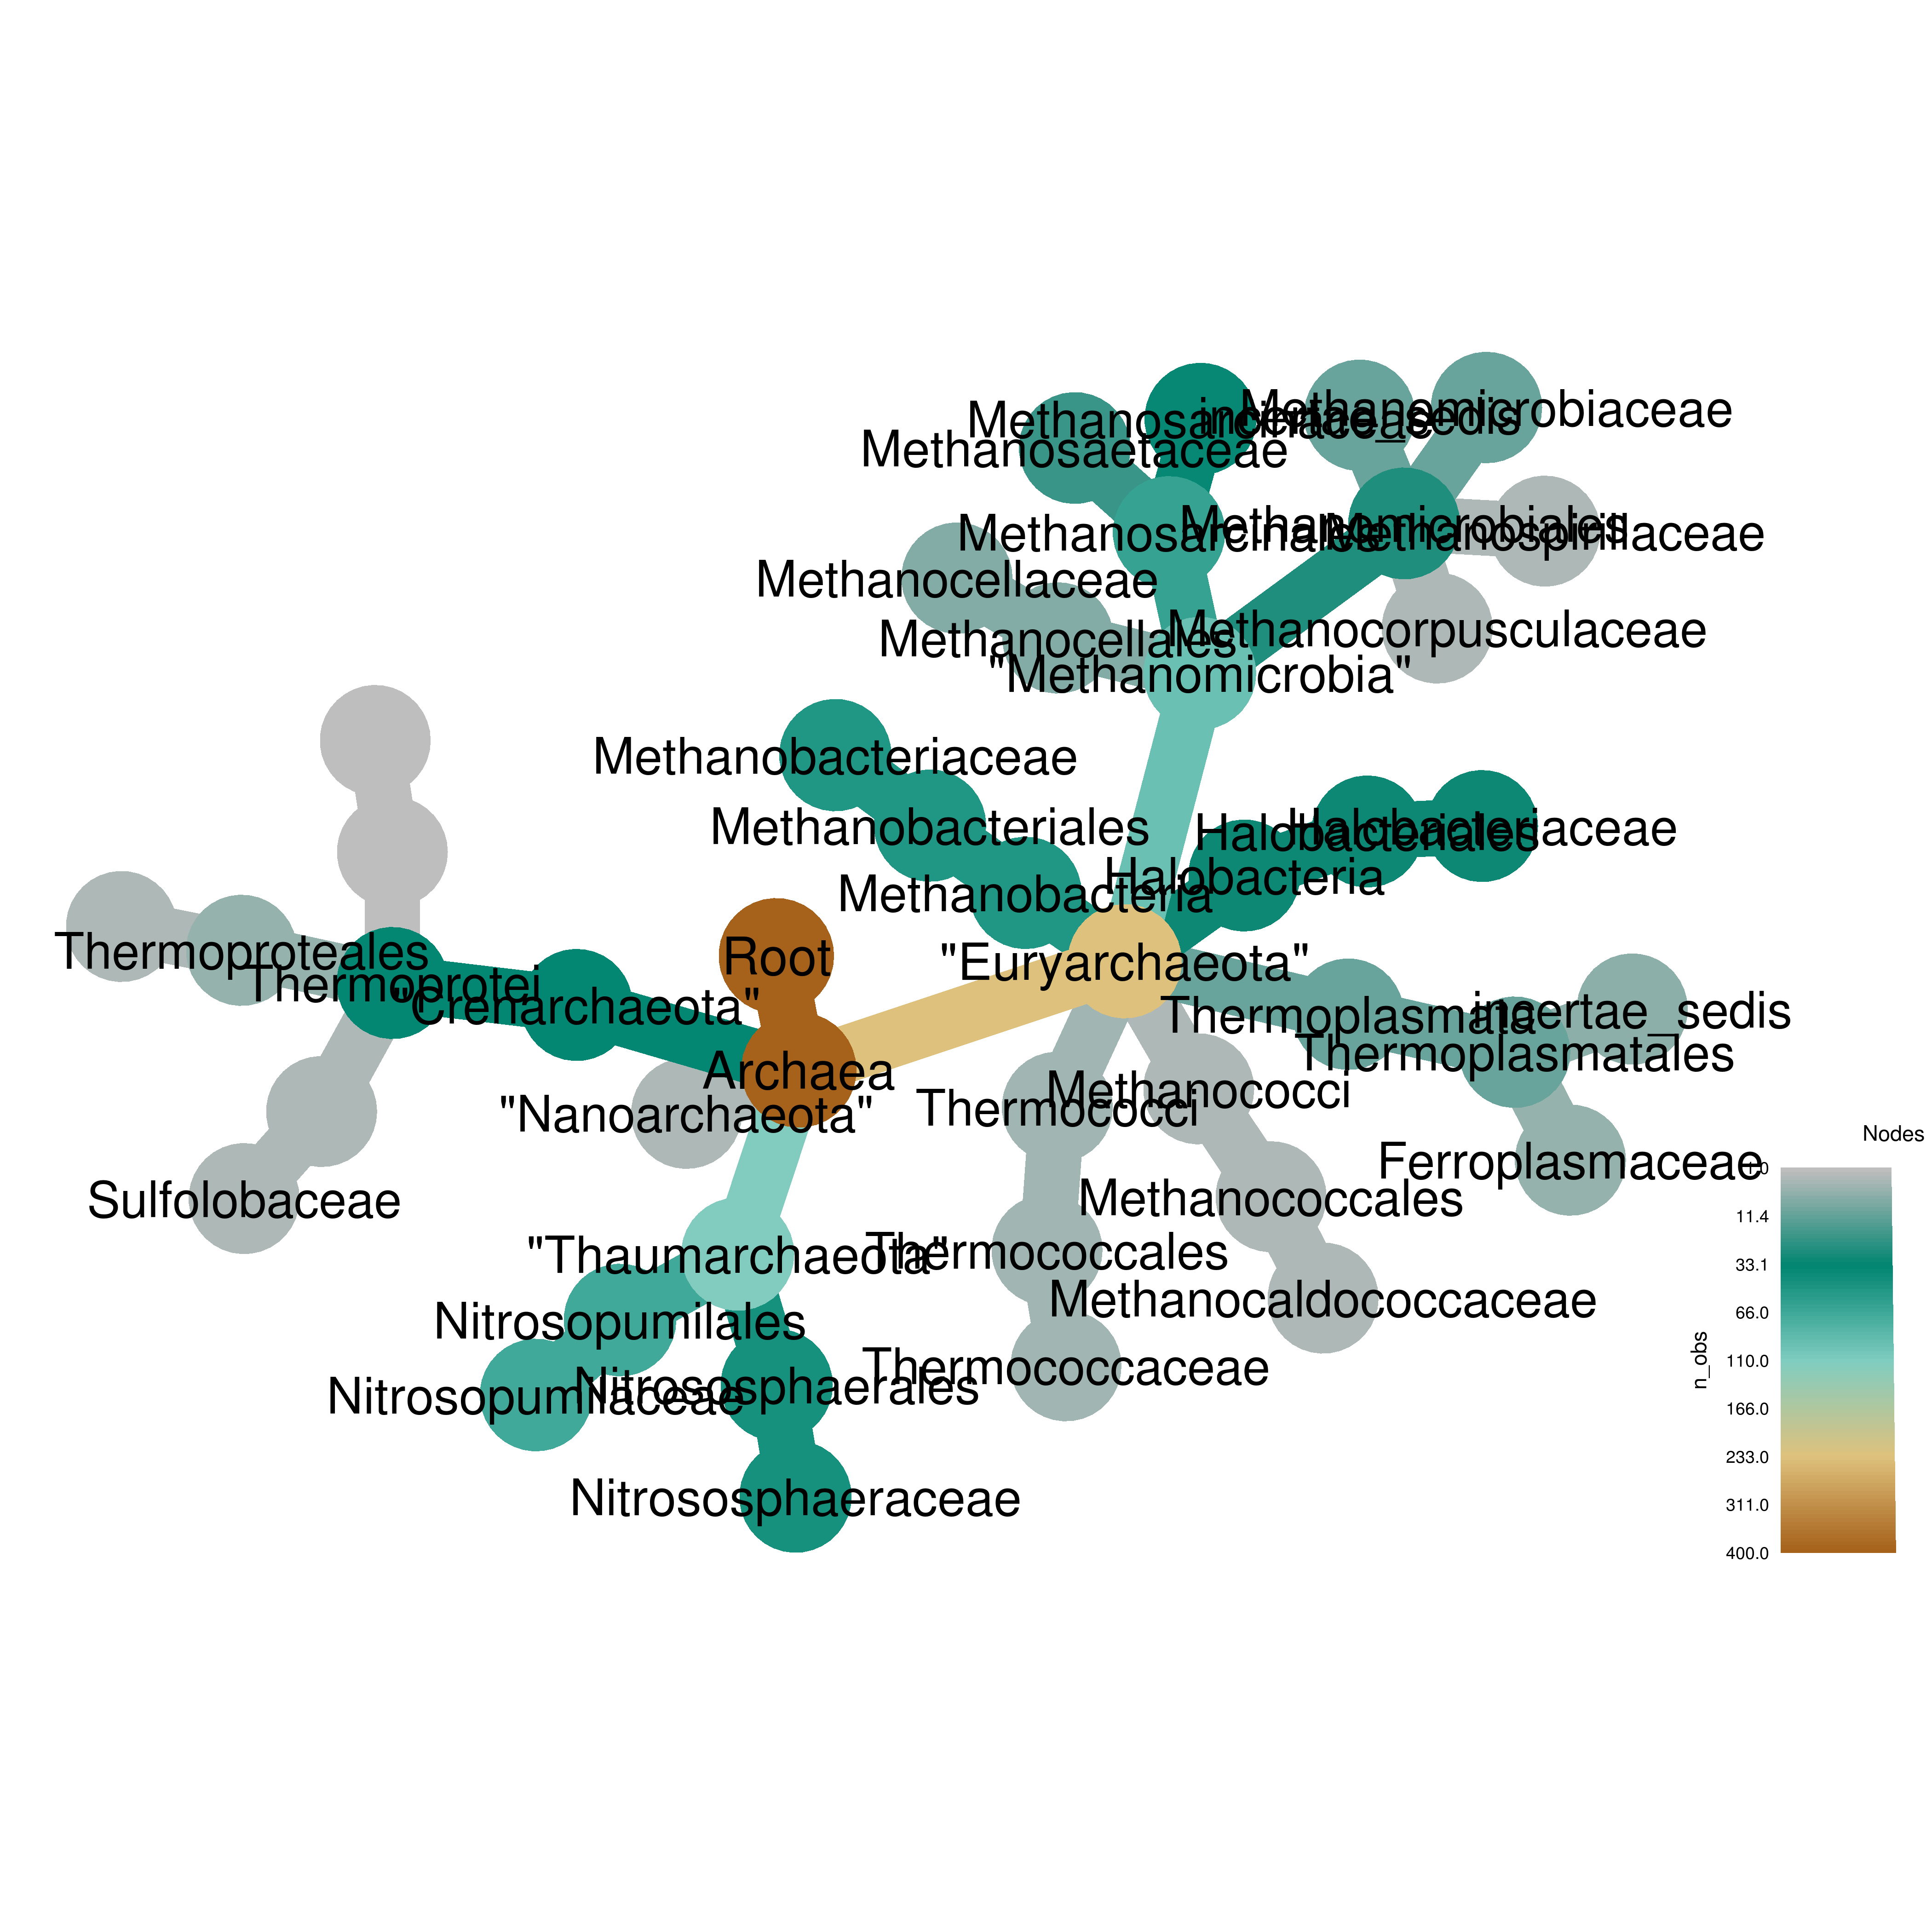 Methanomicrobiaceae
incertae_sedis
Methanosarcinaceae
Methanosaetaceae
Methanomicrobiales
Methanospirillaceae
Methanosarcinales
Methanocellaceae
Methanocorpusculaceae
Methanocellales
"Methanomicrobia"
Methanobacteriaceae
Methanobacteriales
Halobacteriales
Halobacteriaceae
Halobacteria
Methanobacteria
Thermoproteales
Root
"Euryarchaeota"
Thermoprotei
"Crenarchaeota"
Thermoplasmata
incertae_sedis
Thermoplasmatales
Archaea
Methanococci
Thermococci
"Nanoarchaeota"
Nodes
Ferroplasmaceae
1.0
Sulfolobaceae
Methanococcales
11.4
"Thaumarchaeota"
Thermococcales
33.1
Methanocaldococcaceae
66.0
Nitrosopumilales
n_obs
110.0
Thermococcaceae
Nitrososphaerales
Nitrosopumilaceae
166.0
233.0
Nitrososphaeraceae
311.0
400.0